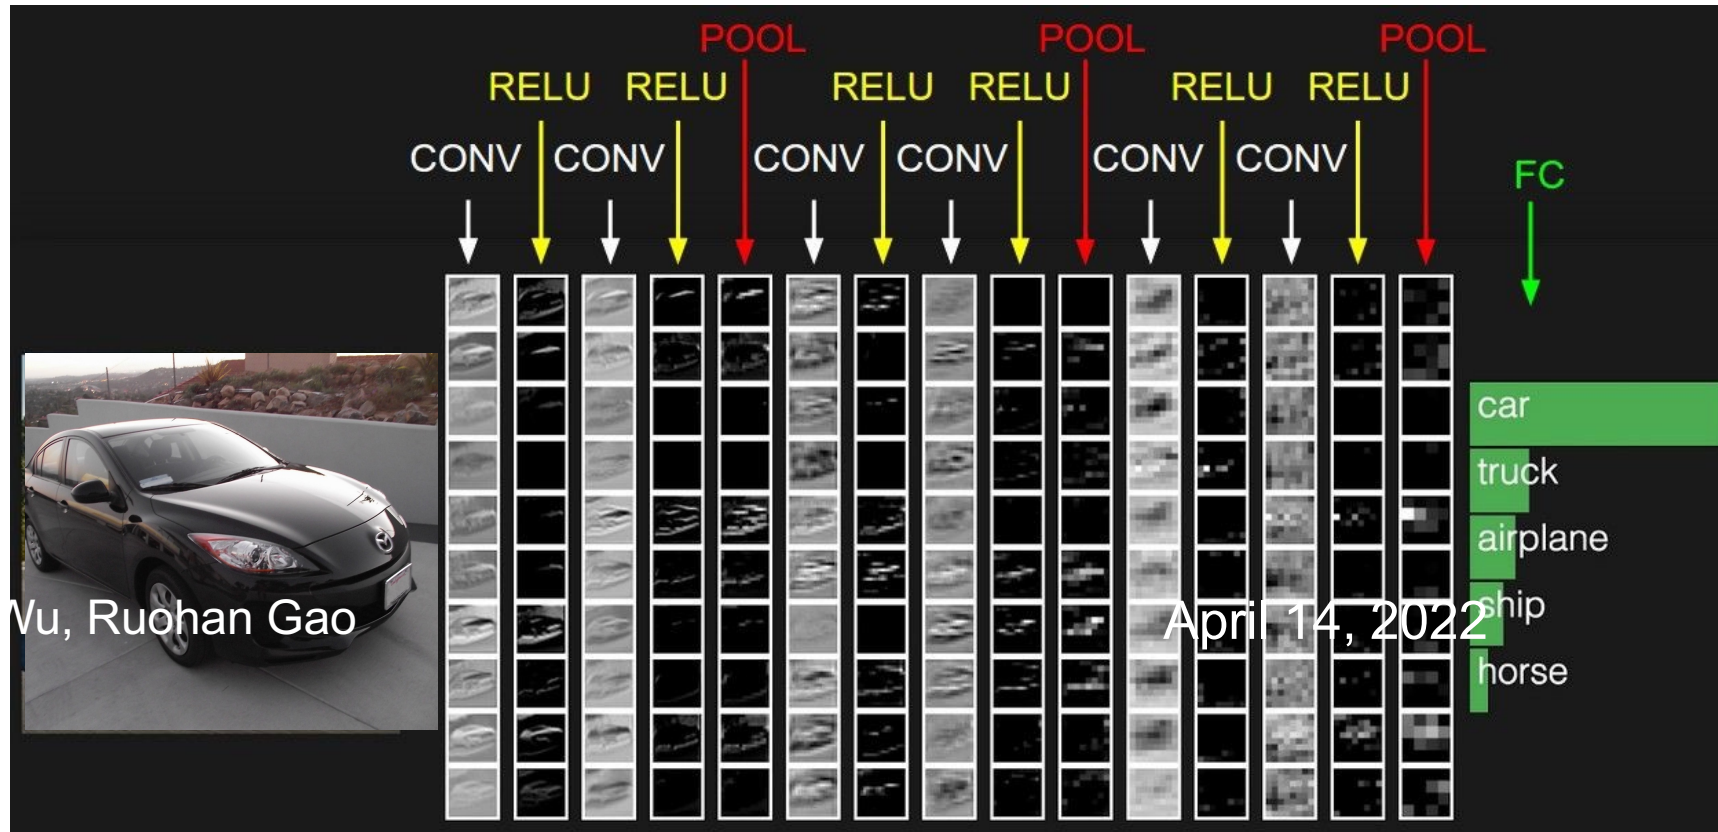 POOL POOL POOL
RELU RELU RELU RELU RELU RELU
CONV CONV CONV CONV CONV CONV
FC
car
truck
airplane
ship
horse
Wu, Ruohan Gao
April 14, 2022